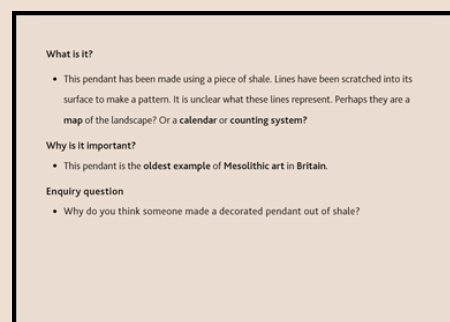 What is it?
• This pendant has been made using a piece of shale. Lines have been scratched into its
surface to make a pattern. It is unclear what these lines represent. Perhaps they are a
map of the landscape? Or a calendar or counting system?
Why is it important?
• This pendant is the oldest example of Mesolithic art in Britain.
Enquiry question
• Why do you think someone made a decorated pendant out of shale?